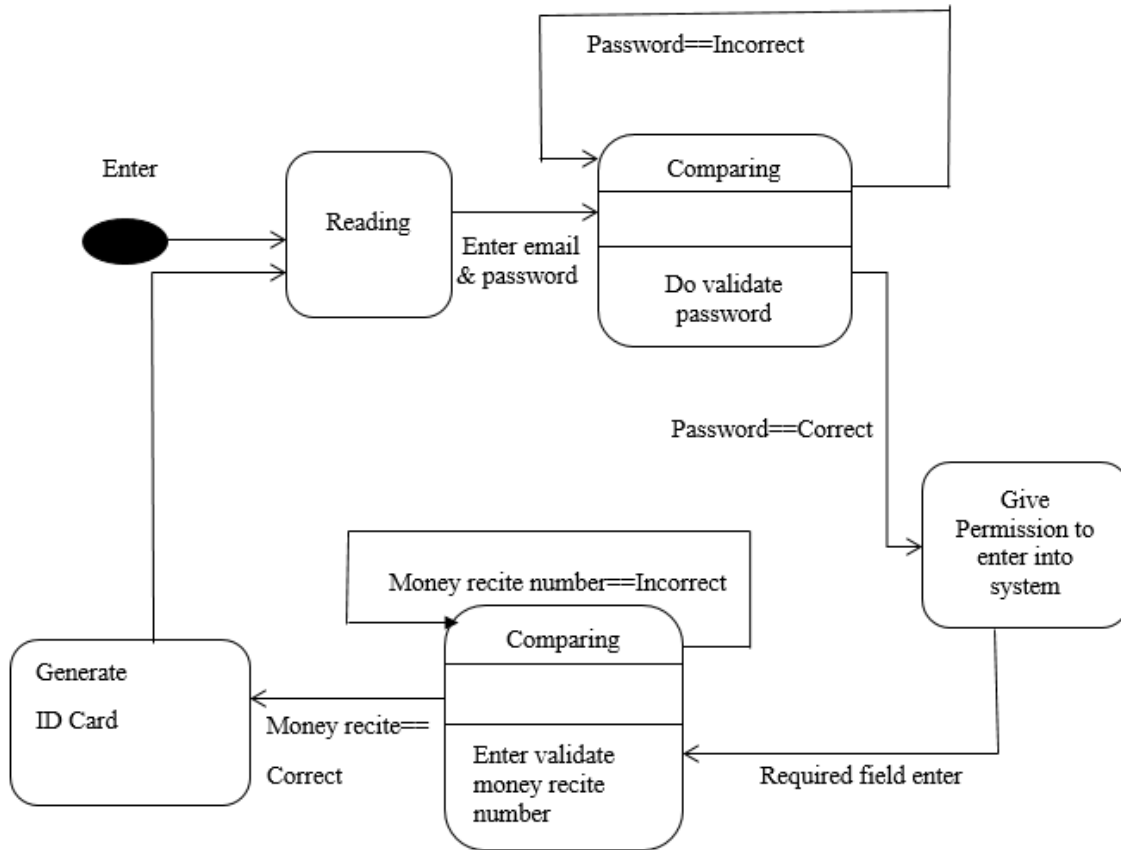 Password==Incorrect
Enter
Reading
Comparing
Enter email
& password
Do validate
password
Password==Correct
Give
Permission to
enter into
system
Money recite number==Incorrect
Comparing
Generate
ID Card
Money recite==
Correct
Enter validate
money recite
number
Required field enter